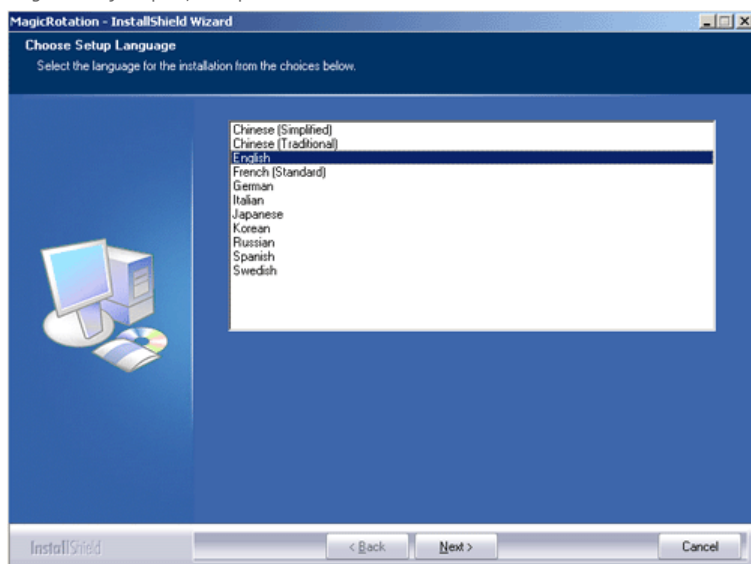 MagicRotation - InstallShield Wizard
Choose Setup Language
Select the language for the installation from the choices below.
Chinese (Simplified)
Chinese (Traditional)
English
French (Standard)
German
Italian
Japanese
Korean
Russian
Spanish
Swedish
InstallShield
< Back
Next >
Cancel